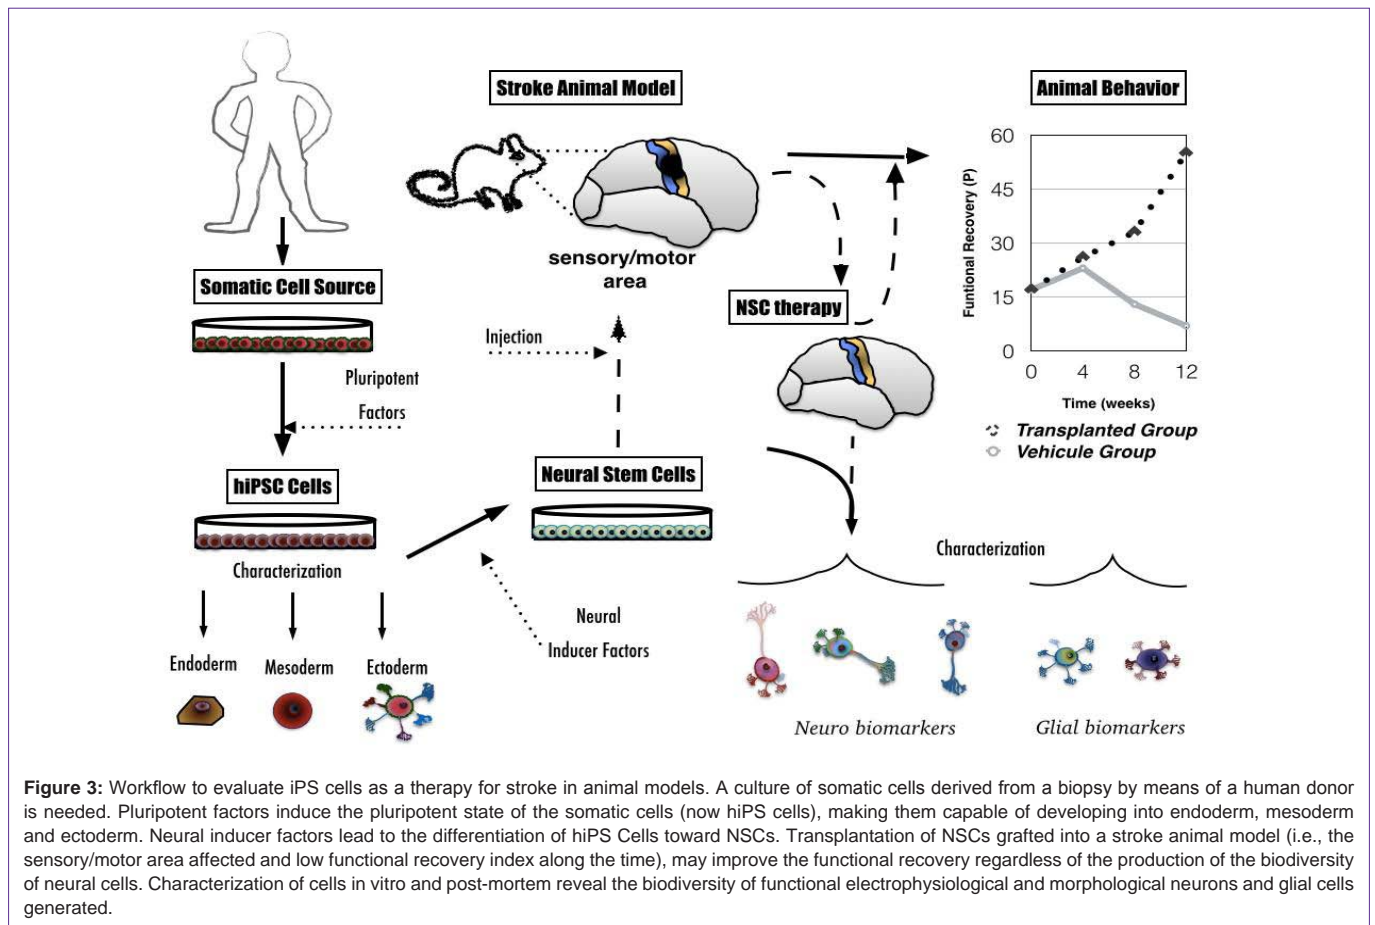 Stroke Animal Model
Animal Behavior
Somatic Cell Source
Pluripotent
Factors
hiPSC Cells
Characterization
Endoderm
Mesoderm
Ectoderm
sensory/motor
area
Injection
Neural Stem Cells
Neural
Inducer Factors
NSC therapy
60
45
30
15
0
Funtional Recovery (P)
0 4 8 12
Time (weeks)
Transplanted Group
Vehicule Group
Characterization
Neuro biomarkers
Glial biomarkers
Figure 3: Workflow to evaluate iPS cells as a therapy for stroke in animal models. A culture of somatic cells derived from a biopsy by means of a human donor
is needed. Pluripotent factors induce the pluripotent state of the somatic cells (now hiPS cells), making them capable of developing into endoderm, mesoderm
and ectoderm. Neural inducer factors lead to the differentiation of hiPS Cells toward NSCs. Transplantation of NSCs grafted into a stroke animal model (i.e., the
sensory/motor area affected and low functional recovery index along the time), may improve the functional recovery regardless of the production of the biodiversity
of neural cells. Characterization of cells in vitro and post-mortem reveal the biodiversity of functional electrophysiological and morphological neurons and glial cells
generated.